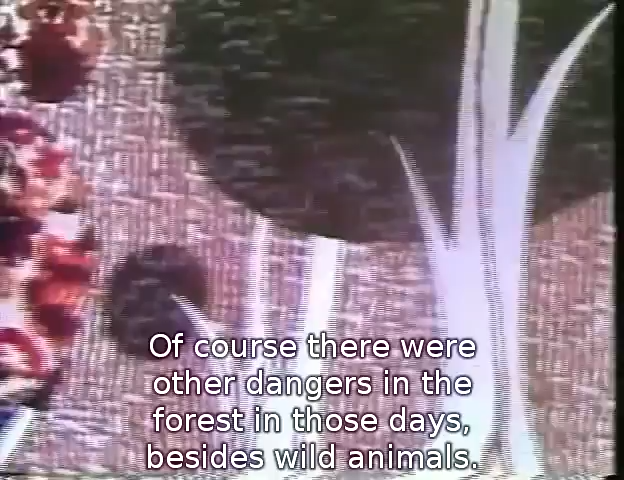 Of course there were
other dangers in the
forest in those days,
besides wild animals.